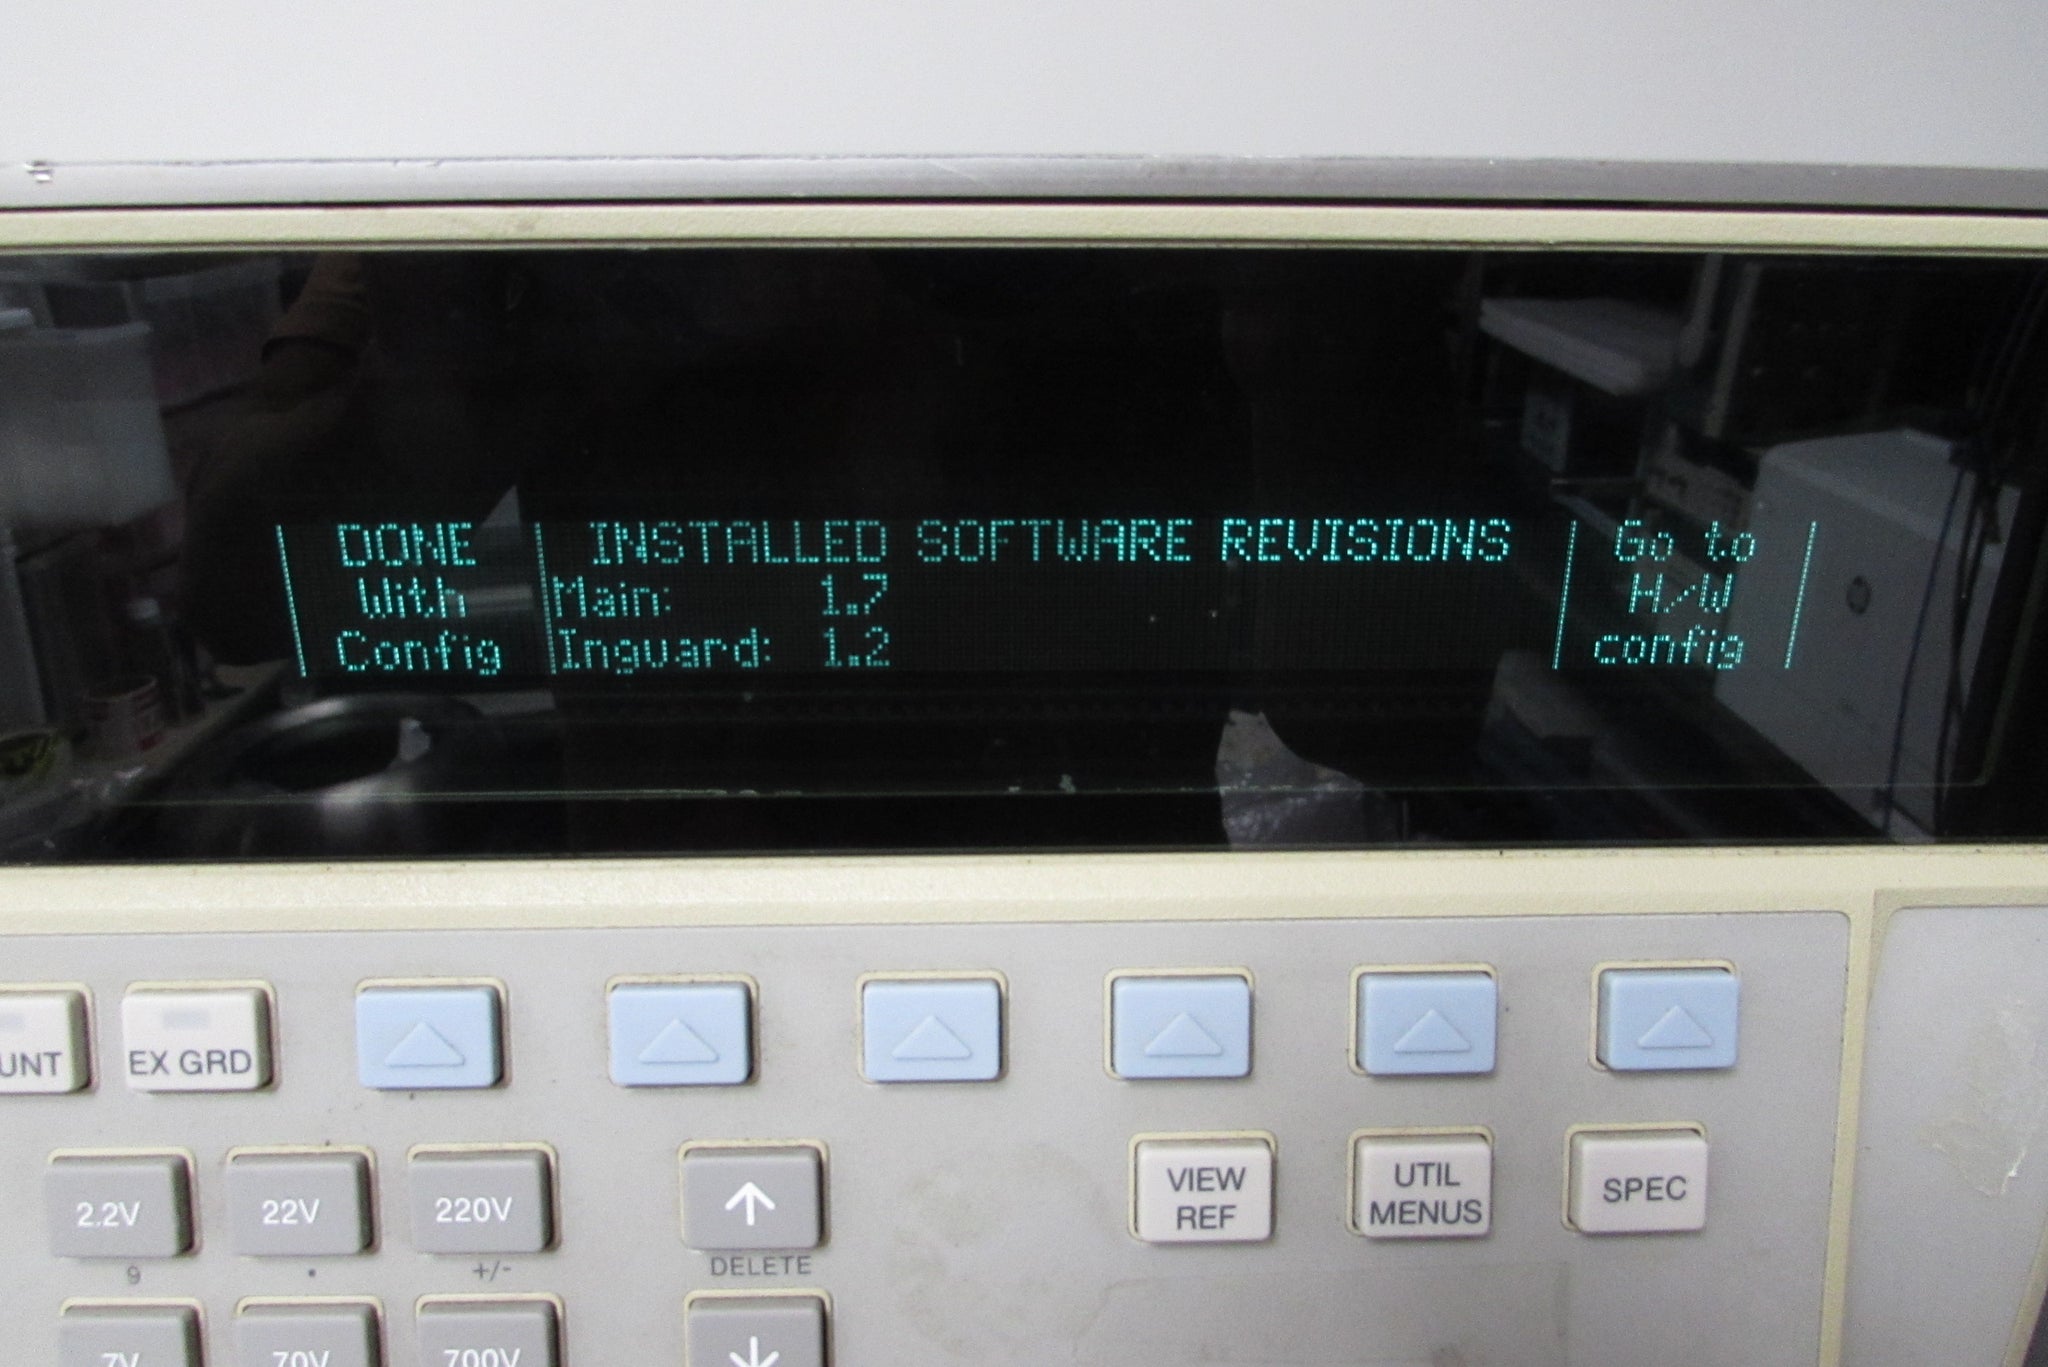 DONE INSTALLED SOFTWARE REVISIONS Go to
With Main: 1.7 H/W
Config Inguard: 1.2 config
UNT EX GRD
VIEW REF
UTIL MENUS
SPEC
2.2V 22V 220V
DELETE
9 • +/-
7V 70V 700V